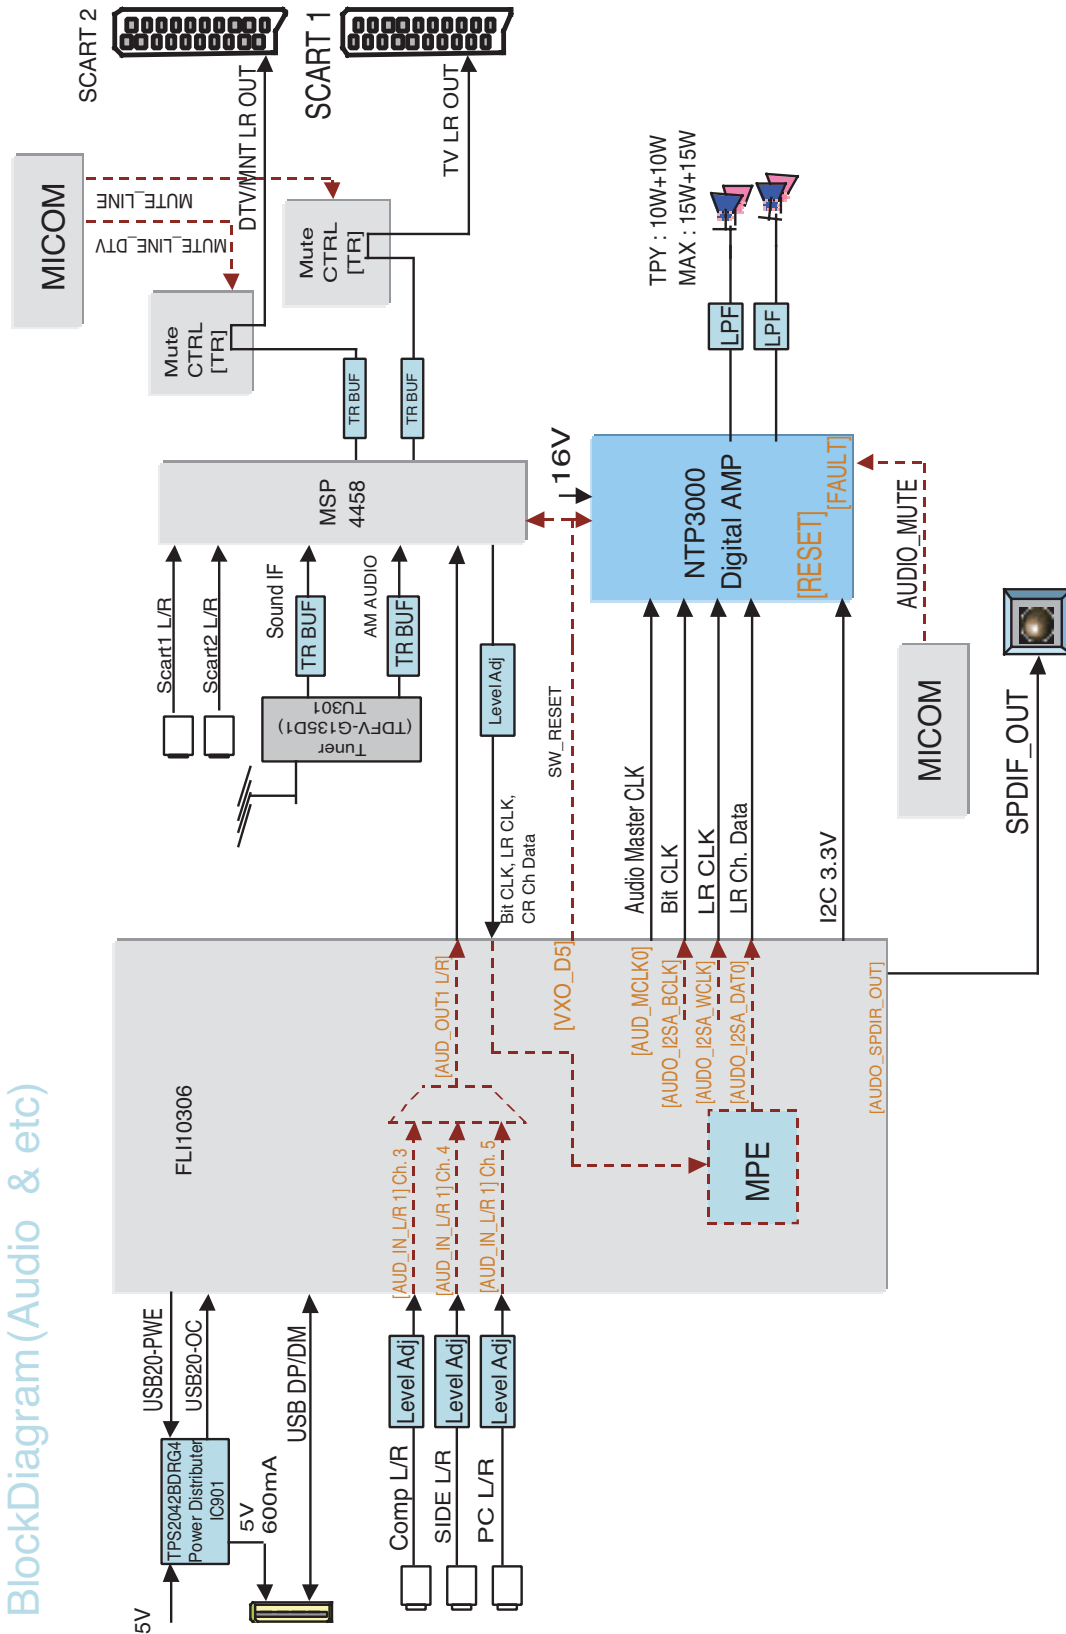 BlockDiagram(Audio & etc)
5V
TPS2042BDRG4
Power Distributer
IC901
USB20-PWE
USB20-OC
5V
600mA
USB DP/DM
Comp L/R
Level Adj
SIDE L/R
Level Adj
PC L/R
Level Adj
FLI10306
[AUD_IN_L/R 1] Ch. 3
[AUD_IN_L/R 1] Ch. 4
[AUD_IN_L/R 1] Ch. 5
[AUD_OUT1 L/R]
MPE
[VXO_D5]
[AUD_MCLK0]
[AUDO_I2SA_BCLK]
[AUDO_I2SA_WCLK]
[AUDO_I2SA_DAT0]
[AUDO_SPDIR_OUT]
Scart1 L/R
Scart2 L/R
Tuner
(TDFV-G135D1)
TU301
Sound IF
TR BUF
AM AUDIO
TR BUF
Level Adj
Bit CLK, LR CLK,
CR Ch Data
SW_RESET
Audio Master CLK
Bit CLK
LR CLK
LR Ch. Data
I2C 3.3V
MSP
4458
TR BUF
TR BUF
16V
NTP3000
Digital AMP
[RESET]
[FAULT]
AUDIO_MUTE
MICOM
SPDIF_OUT
LPF
LPF
TPY : 10W+10W
MAX : 15W+15W
MICOM
MUTE_LINE
MUTE_LINE_DTV
Mute
CTRL
[TR]
Mute
CTRL
[TR]
DTV/MNT LR OUT
TV LR OUT
SCART 2
SCART 1